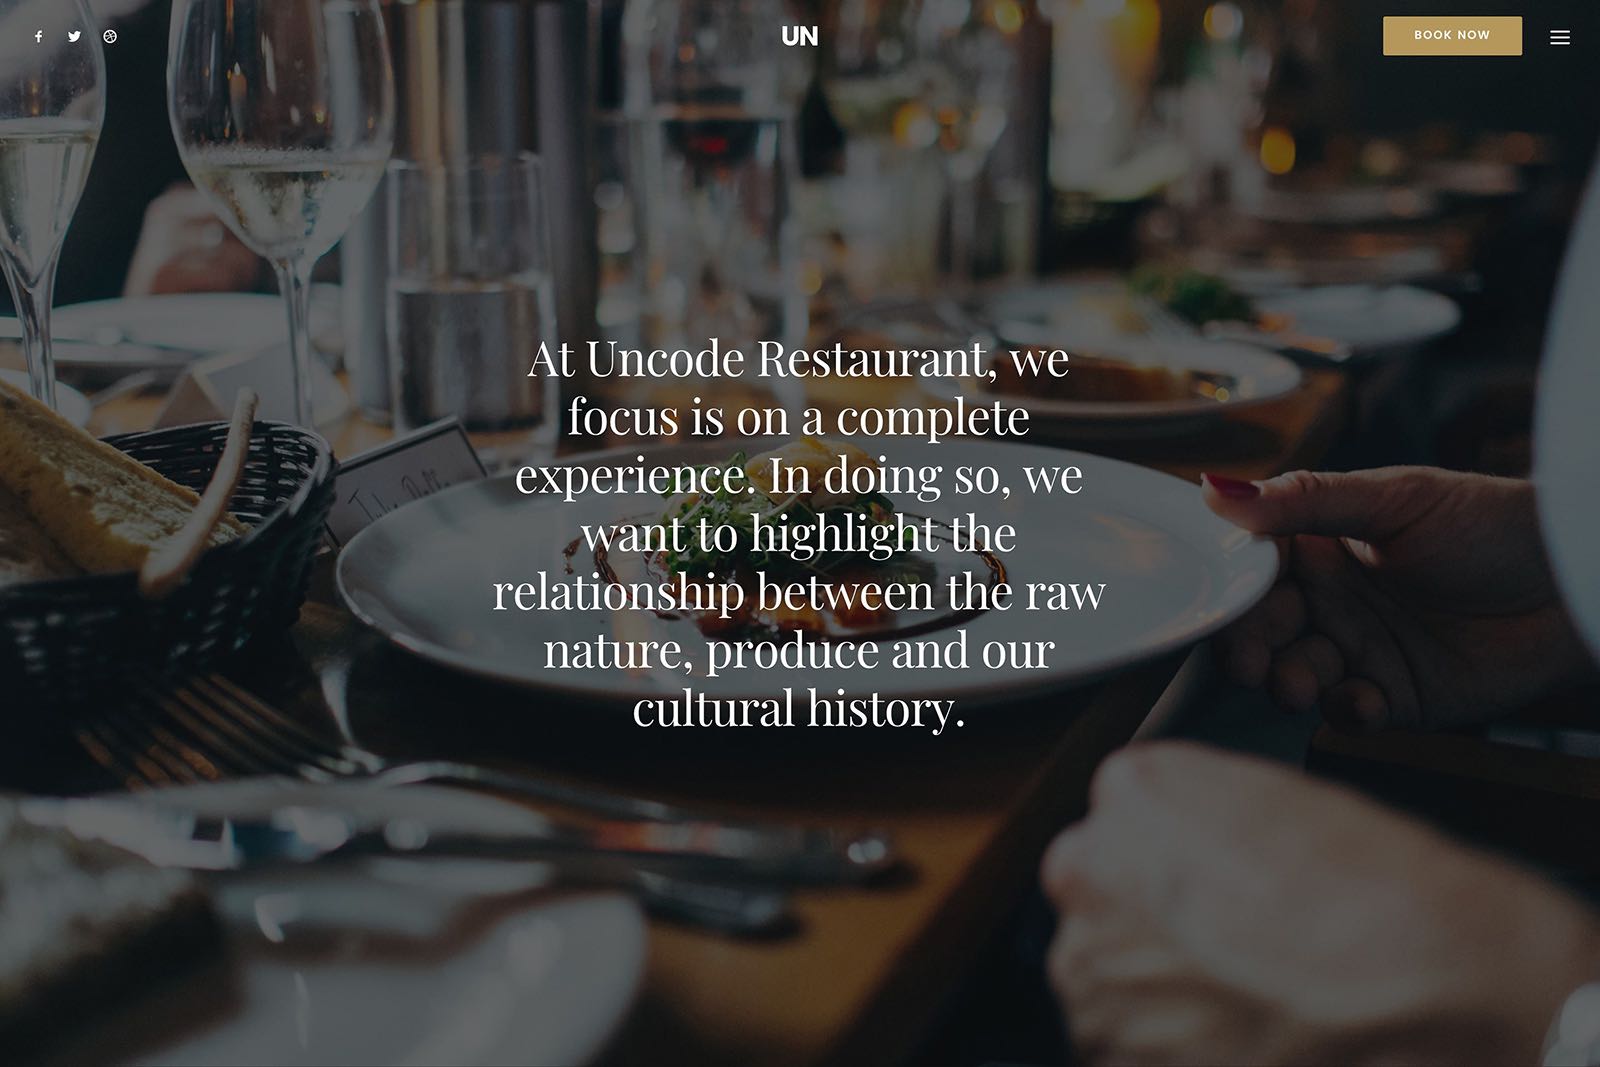 UN
BOOK NOW
At Uncode Restaurant, we
focus is on a complete
experience. In doing so, we
want to highlight the
relationship between the raw
nature, produce and our
cultural history.